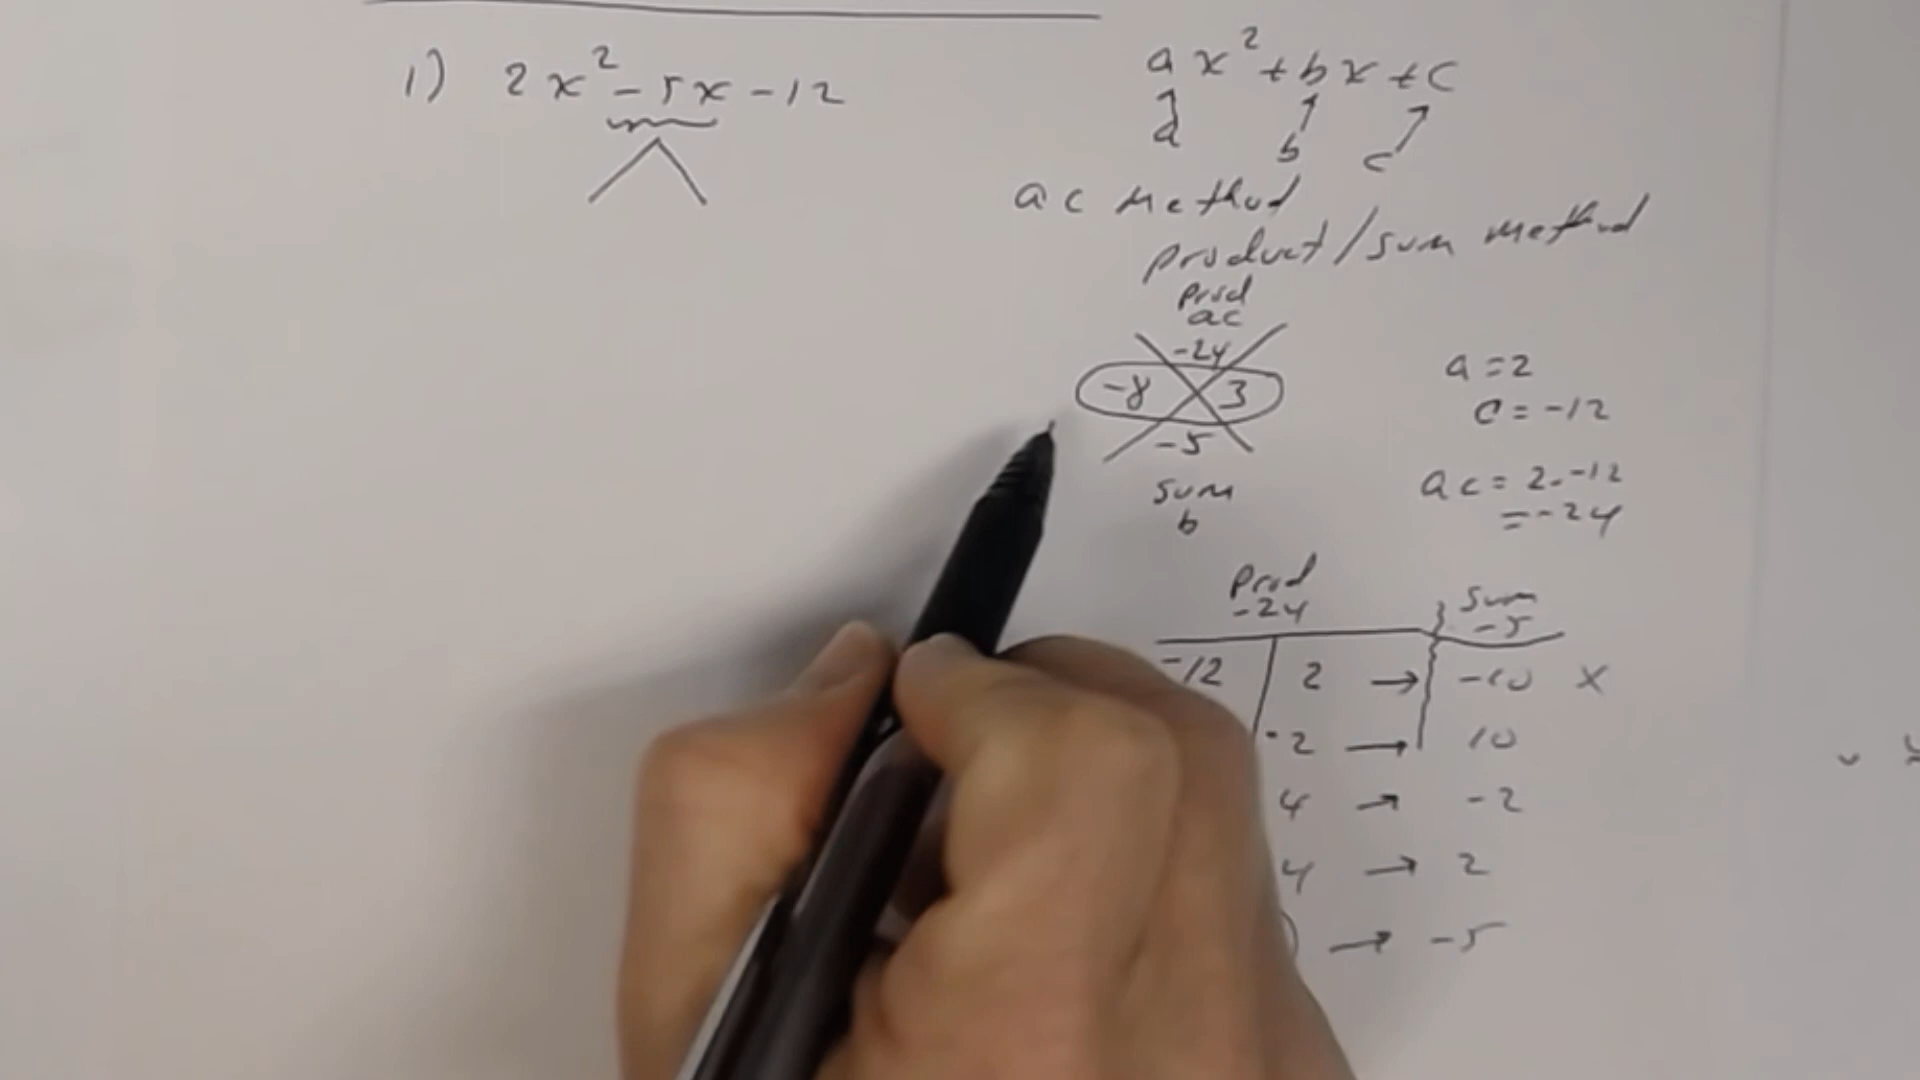 1) 2x² - 5x - 12
ax² + bx + c
a b c
ac method
product/sum method
prod
ac
-24
-8 3
-5
sum
b
a = 2
c = -12
ac = 2·-12
= -24
Prod Sum
-24 -5
-12 2 → -10 X
-2 → 10
4 → -2
4 → 2
→ -5